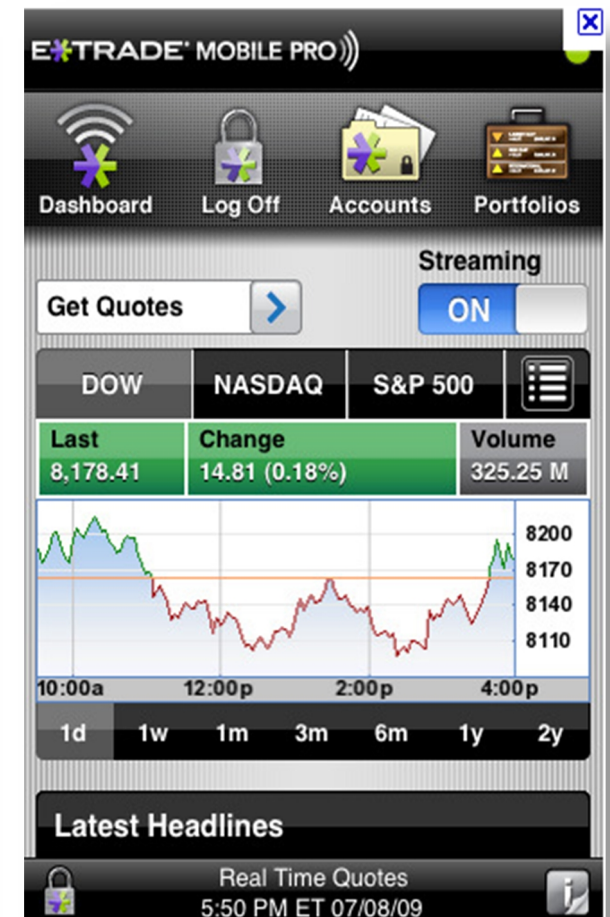 E*TRADE® MOBILE PRO
Dashboard Log Off Accounts Portfolios
Streaming
Get Quotes ON
DOW NASDAQ S&P 500
Last Change Volume
8,178.41 14.81 (0.18%) 325.25 M
8200
8170
8140
8110
10:00a 12:00p 2:00p 4:00p
1d 1w 1m 3m 6m 1y 2y
Latest Headlines
Real Time Quotes
5:50 PM ET 07/08/09